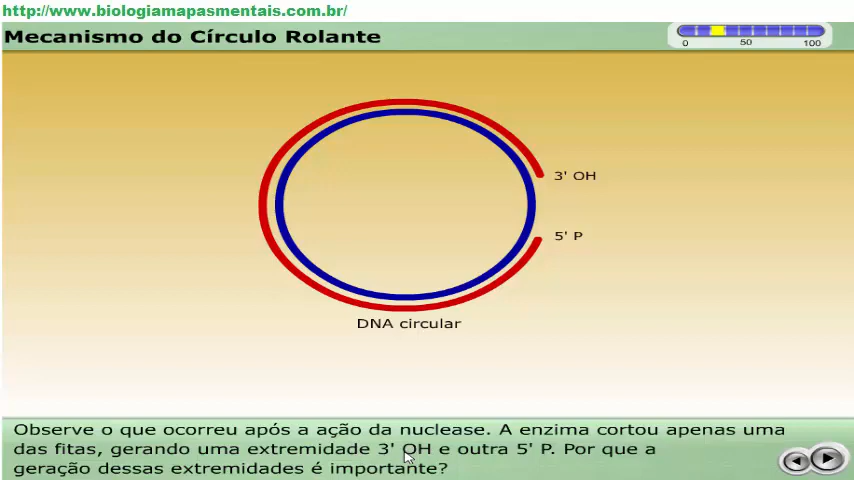 http://www.biologiamapasmentais.com.br/
Mecanismo do Círculo Rolante
0 50 100
3' OH
5' P
DNA circular
Observe o que ocorreu após a ação da nuclease. A enzima cortou apenas uma
das fitas, gerando uma extremidade 3' OH e outra 5' P. Por que a
geração dessas extremidades é importante?